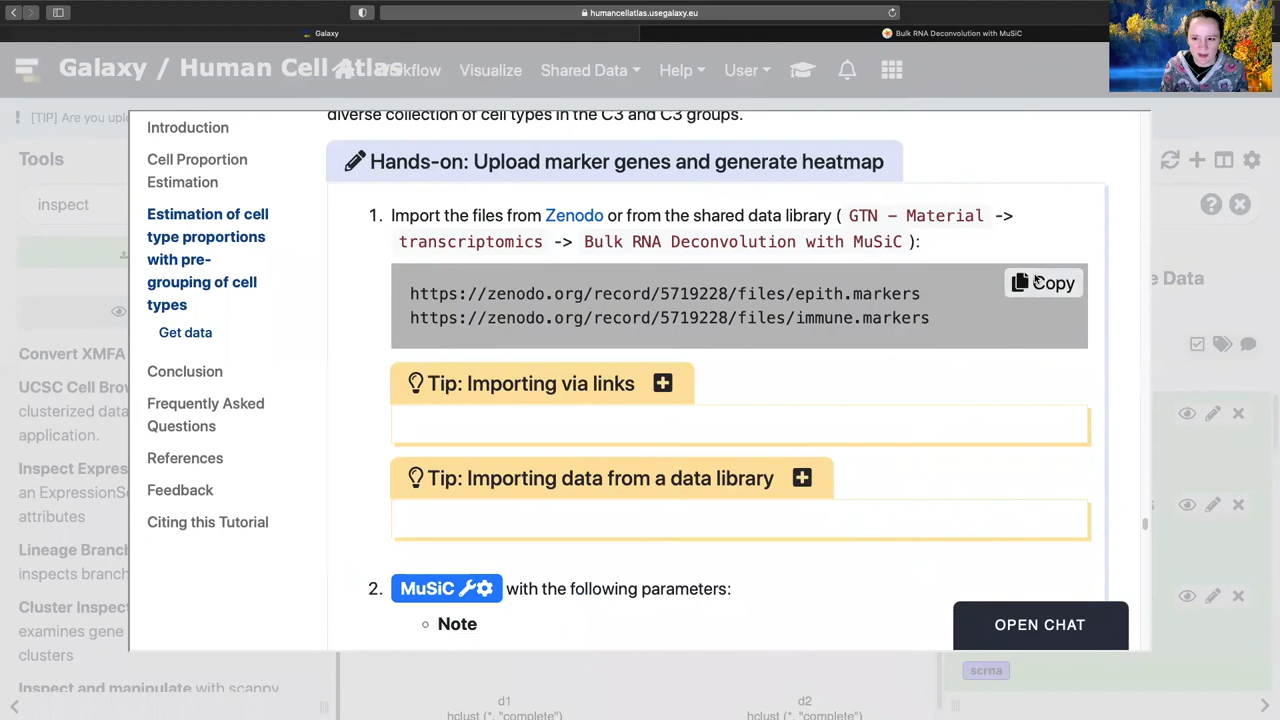 humancellatlas.usegalaxy.eu
Galaxy
Bulk RNA Deconvolution with MuSiC
Galaxy / Human Cell Atlas
Workflow
Visualize
Shared Data
Help
User
[TIP] Are you uplo
Tools
inspect
Convert XMFA
UCSC Cell Brow
clusterized data
application.
Inspect Express
an ExpressionSe
attributes
Lineage Branch
inspects branch
Cluster Inspect
examines gene
clusters
Inspect and manipulate with scanpy
Introduction
Cell Proportion
Estimation
Estimation of cell
type proportions
with pre-
grouping of cell
types
Get data
Conclusion
Frequently Asked
Questions
References
Feedback
Citing this Tutorial
diverse collection of cell types in the C3 and C3 groups.
Hands-on: Upload marker genes and generate heatmap
1. Import the files from Zenodo or from the shared data library ( GTN - Material ->
transcriptomics -> Bulk RNA Deconvolution with MuSiC ):
Copy
https://zenodo.org/record/5719228/files/epith.markers
https://zenodo.org/record/5719228/files/immune.markers
Tip: Importing via links
Tip: Importing data from a data library
2. MuSiC with the following parameters:
Note
OPEN CHAT
e Data
scrna
d1
hclust (*, "complete")
d2
hclust (*, "complete")